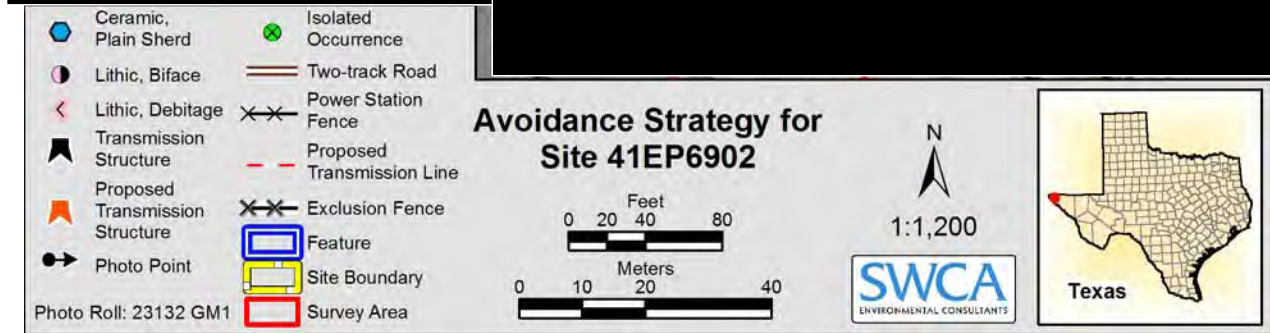 Ceramic,
Plain Sherd
Lithic, Biface
Lithic, Debitage
Transmission
Structure
Proposed
Transmission
Structure
Photo Point
Photo Roll: 23132 GM1
Isolated
Occurrence
Two-track Road
Power Station
Fence
Proposed
Transmission Line
Exclusion Fence
Feature
Site Boundary
Survey Area
Avoidance Strategy for
Site 41EP6902
Feet
0 20 40 80
Meters
0 10 20 40
N
1:1,200
SWCA
ENVIRONMENTAL CONSULTANTS
Texas